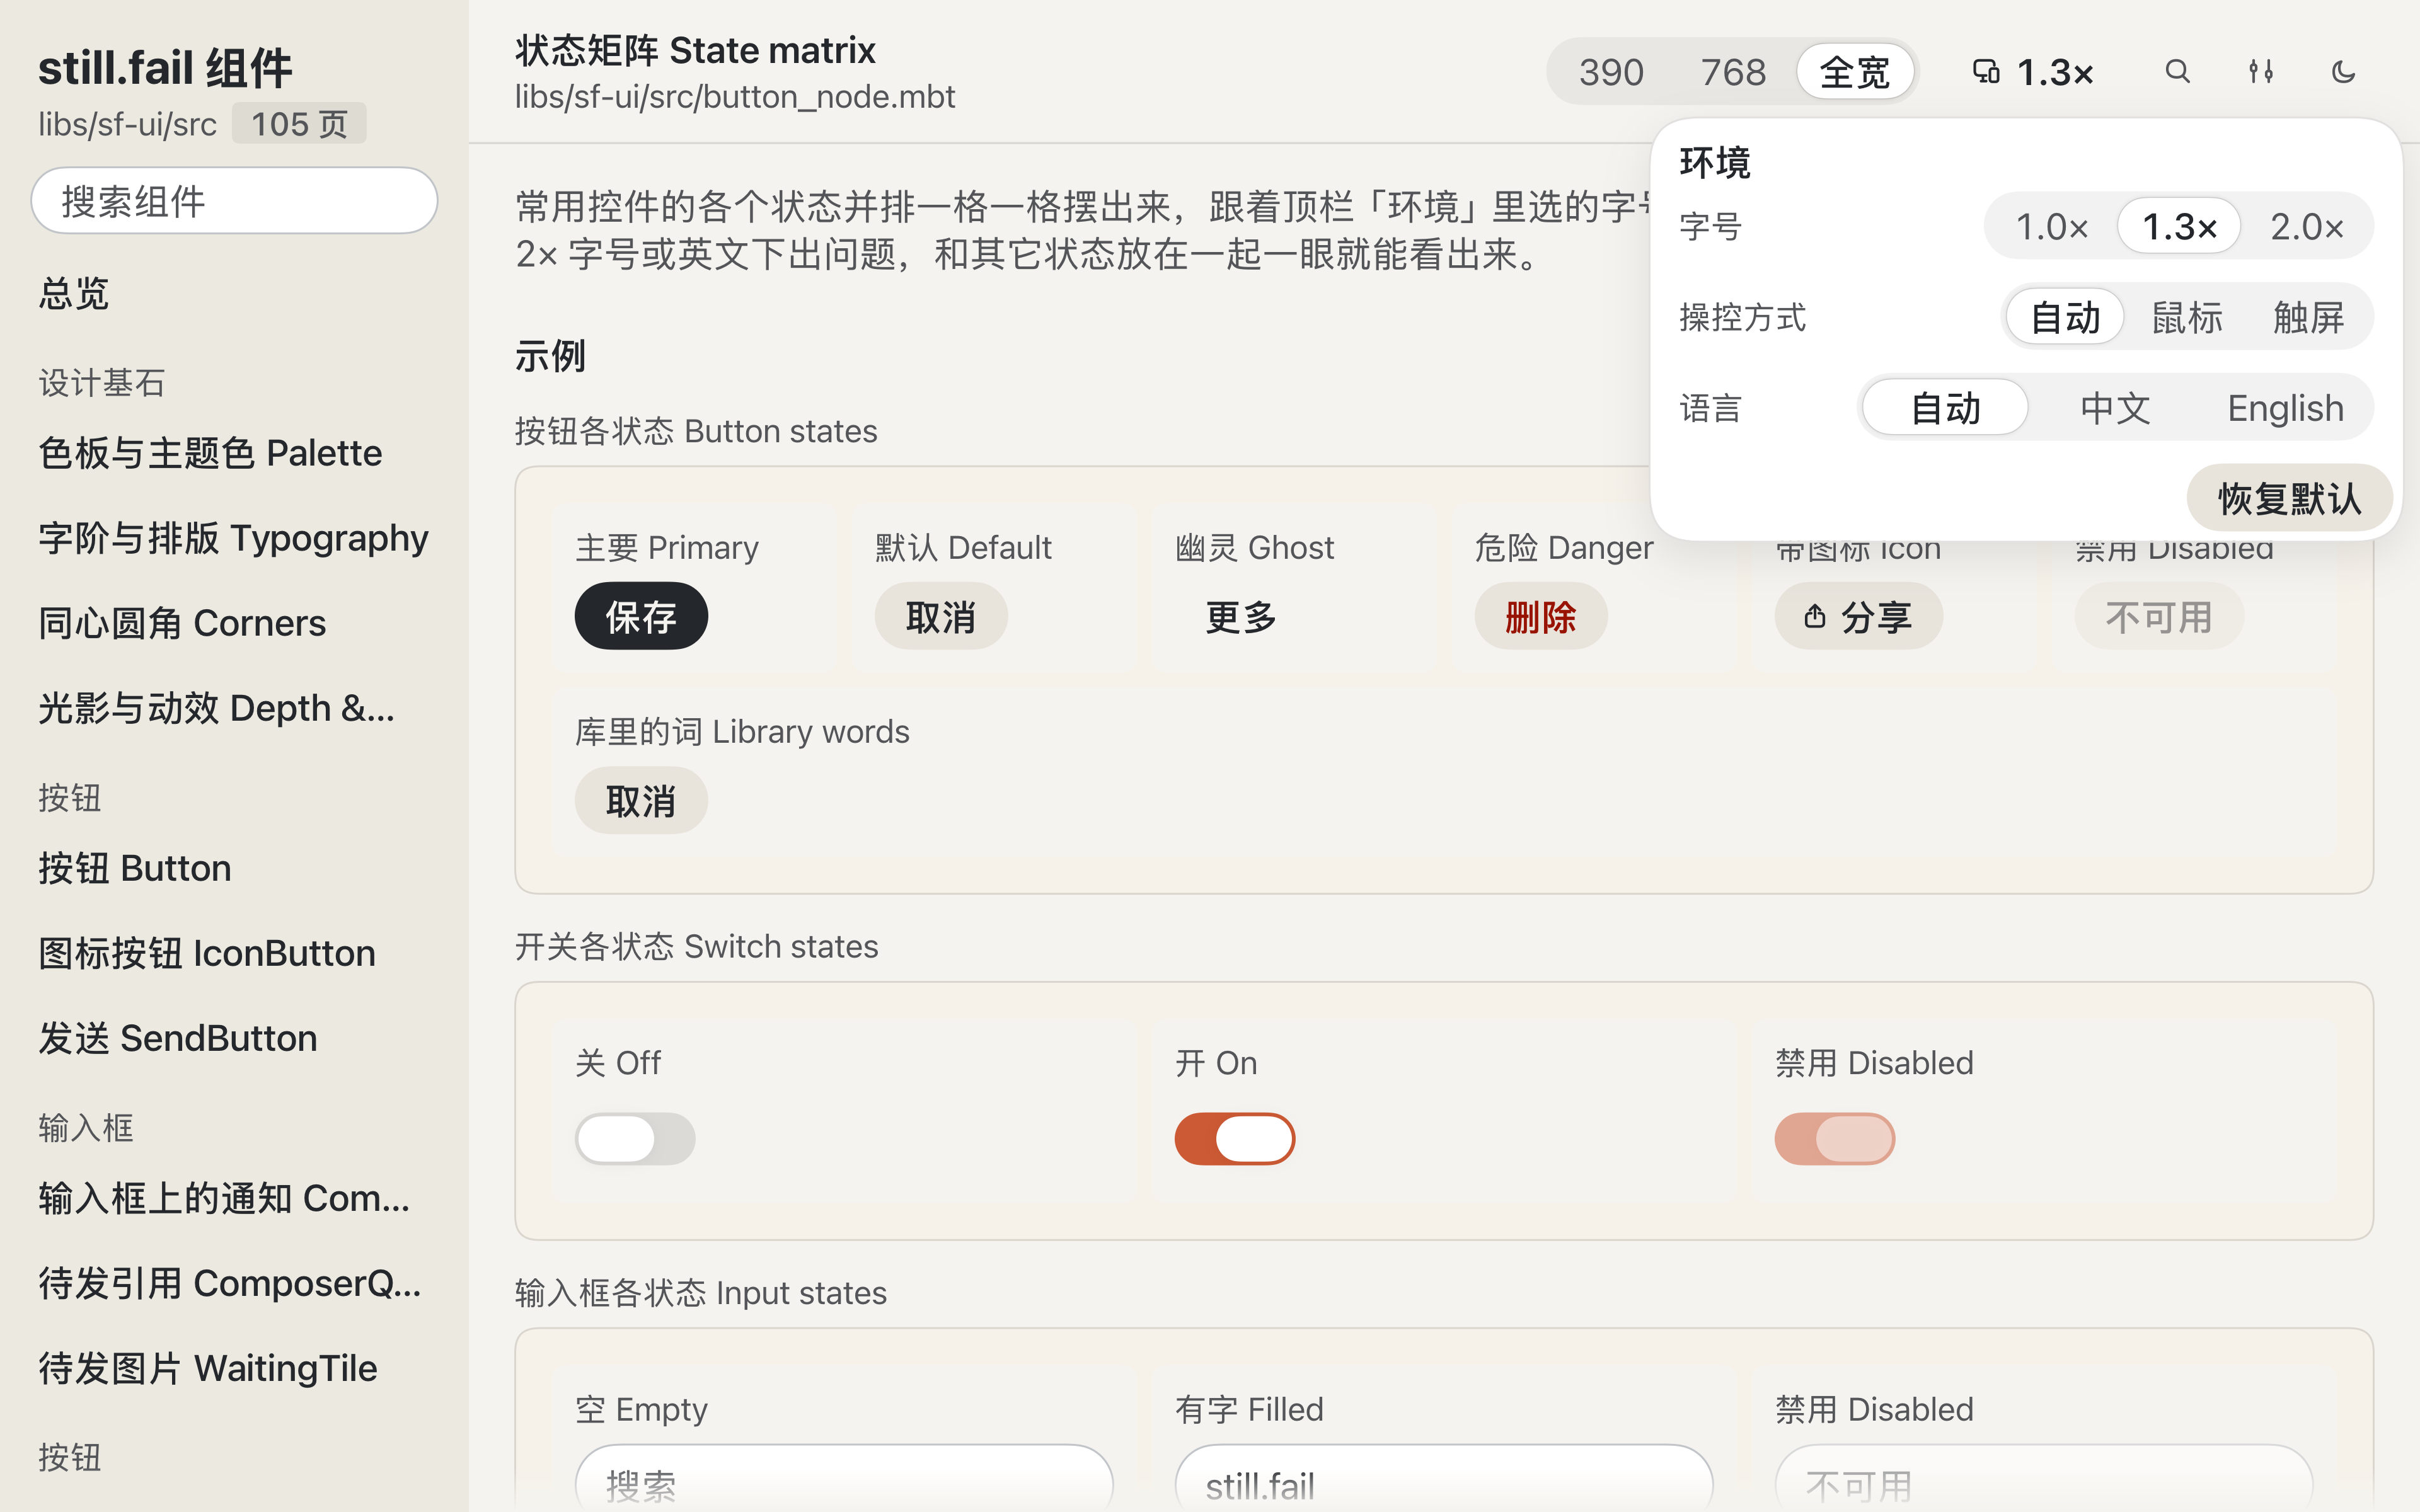 still.fail 组件
libs/sf-ui/src 105 页
搜索组件
总览
设计基石
色板与主题色 Palette
字阶与排版 Typography
同心圆角 Corners
光影与动效 Depth &...
按钮
按钮 Button
图标按钮 IconButton
发送 SendButton
输入框
输入框上的通知 Com...
待发引用 ComposerQ...
待发图片 WaitingTile
按钮
状态矩阵 State matrix
libs/sf-ui/src/button_node.mbt
390 768 全宽
1.3×
环境
字号 1.0× 1.3× 2.0×
操控方式 自动 鼠标 触屏
语言 自动 中文 English
恢复默认
常用控件的各个状态并排一格一格摆出来，跟着顶栏「环境」里选的字
2× 字号或英文下出问题，和其它状态放在一起一眼就能看出来。
示例
按钮各状态 Button states
主要 Primary 默认 Default 幽灵 Ghost 危险 Danger 带图标 Icon 禁用 Disabled
保存 取消 更多 删除 分享 不可用
库里的词 Library words
取消
开关各状态 Switch states
关 Off 开 On 禁用 Disabled
输入框各状态 Input states
空 Empty 有字 Filled 禁用 Disabled
搜索 still.fail 不可用